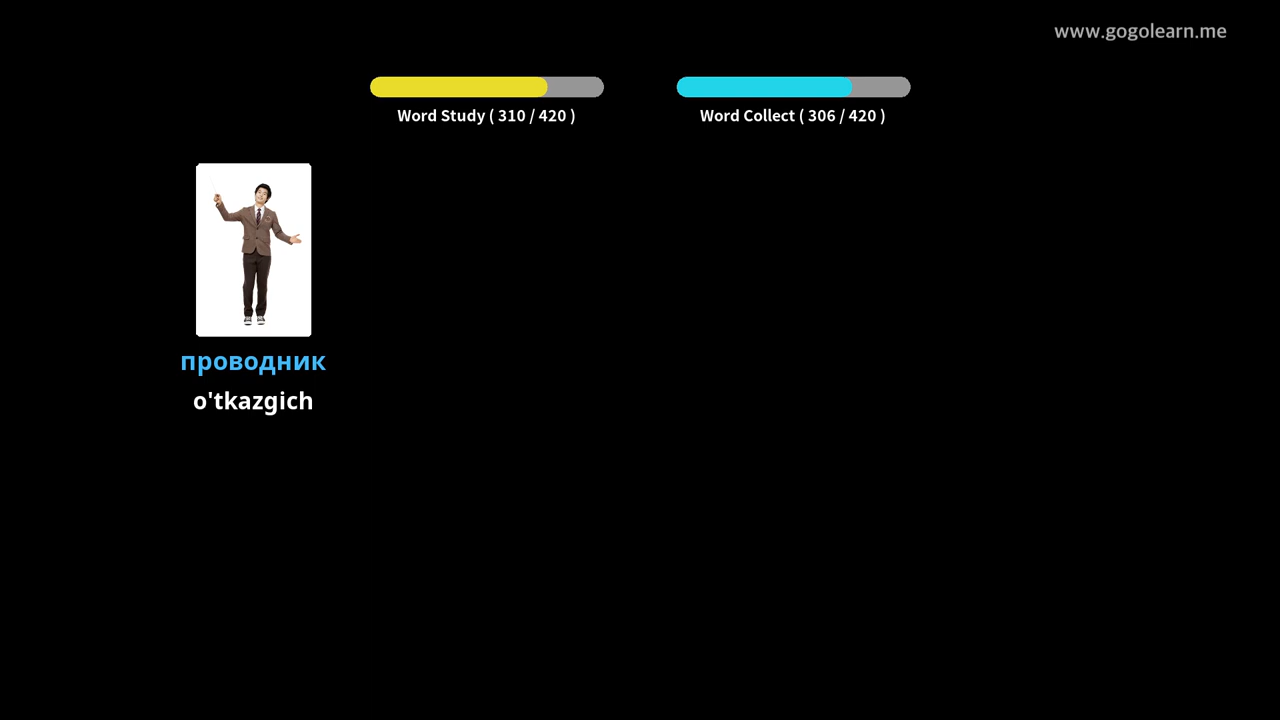 www.gogolearn.me
Word Study ( 310 / 420 )
Word Collect ( 306 / 420 )
проводник
o'tkazgich